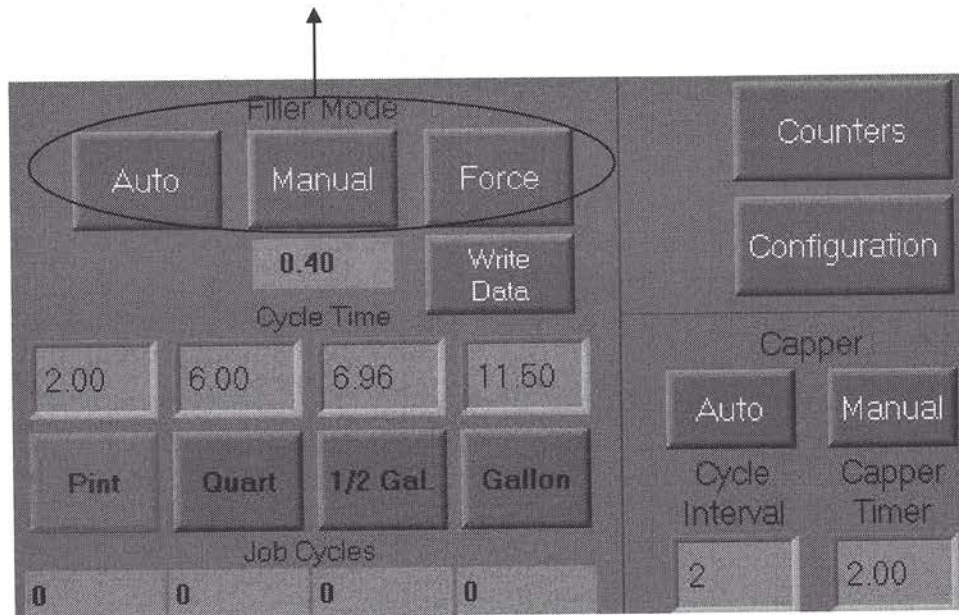 Filler Mode
Auto Manual Force
0.40
Write
Data
Cycle Time
2.00 6.00 6.96 11.50
Pint Quart 1/2 Gal. Gallon
Job Cycles
0 0 0 0
Counters
Configuration
Capper
Auto Manual
Cycle
Interval
Capper
Timer
2 2.00